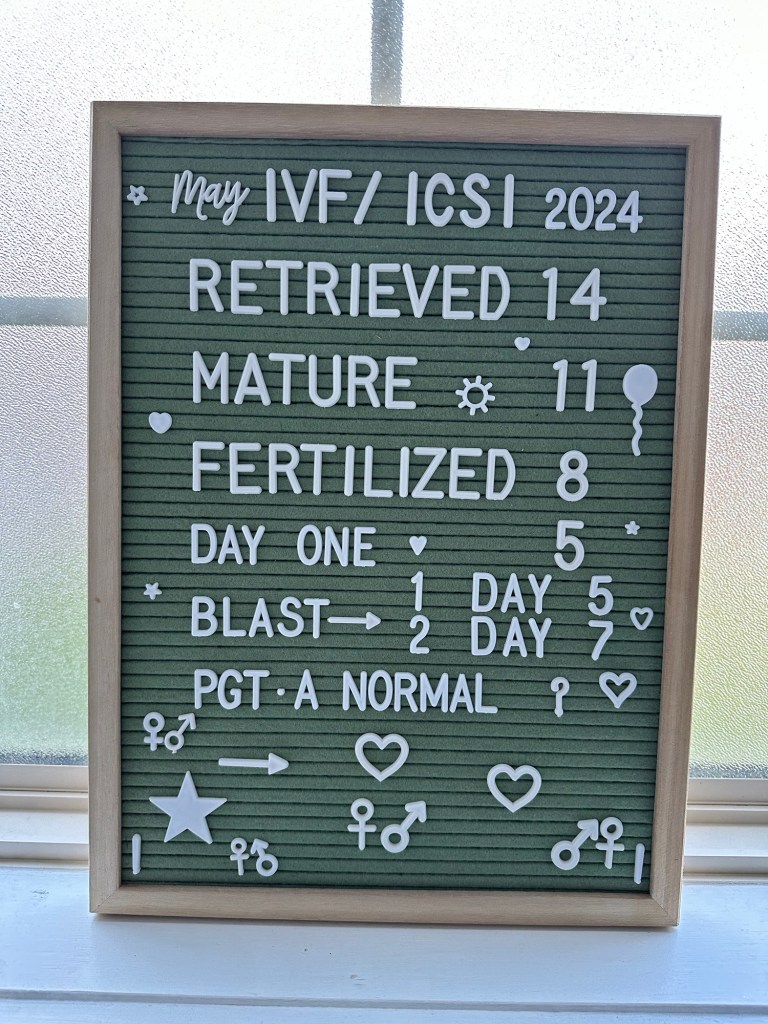 May IVF/ ICSI 2024
RETRIEVED 14
MATURE 11
FERTILIZED 8
DAY ONE 5
BLAST→ 1 DAY 5
2 DAY 7
PGT·A NORMAL ?